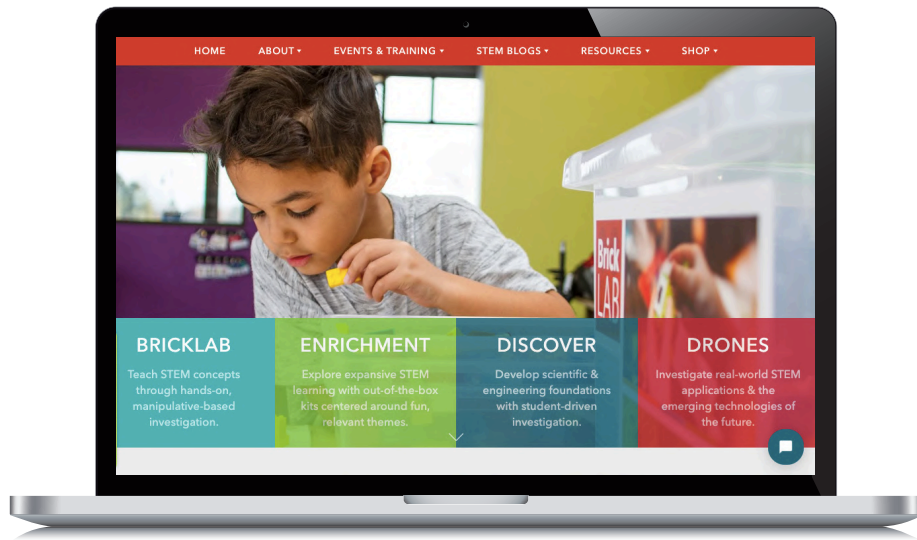 HOME ABOUT EVENTS & TRAINING STEM BLOGS RESOURCES SHOP
Brick
LAB
BRICKLAB
Teach STEM concepts
through hands-on,
manipulative-based
investigation.
ENRICHMENT
Explore expansive STEM
learning with out-of-the-box
kits centered around fun,
relevant themes.
DISCOVER
Develop scientific &
engineering foundations
with student-driven
investigation.
DRONES
Investigate real-world STEM
applications & the
emerging technologies of
the future.